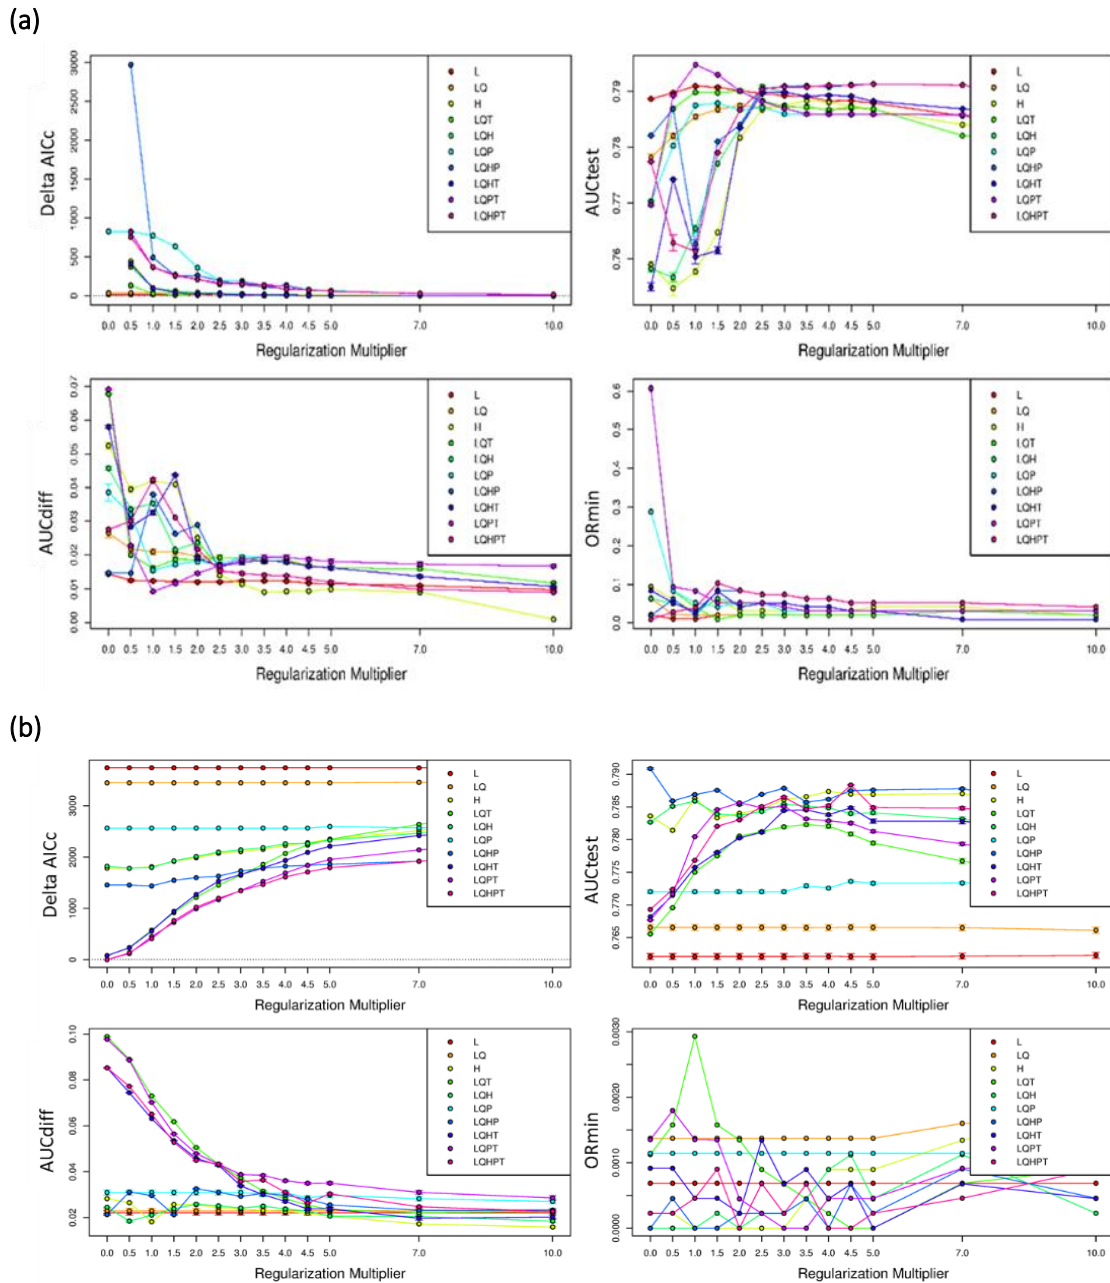 (a)
Delta AICc
3000
2500
2000
1500
1000
500
0
L
LQ
H
LQT
LQH
LQP
LQHP
LQHT
LQPT
LQHPT
0.0 0.5 1.0 1.5 2.0 2.5 3.0 3.5 4.0 4.5 5.0 7.0 10.0
Regularization Multiplier
AUCtest
0.79
0.78
0.77
0.76
L
LQ
H
LQT
LQH
LQP
LQHP
LQHT
LQPT
LQHPT
0.0 0.5 1.0 1.5 2.0 2.5 3.0 3.5 4.0 4.5 5.0 7.0 10.0
Regularization Multiplier
AUCdiff
0.07
0.06
0.05
0.04
0.03
0.02
0.01
0.00
L
LQ
H
LQT
LQH
LQP
LQHP
LQHT
LQPT
LQHPT
0.0 0.5 1.0 1.5 2.0 2.5 3.0 3.5 4.0 4.5 5.0 7.0 10.0
Regularization Multiplier
ORmin
0.6
0.5
0.4
0.3
0.2
0.1
0.0
L
LQ
H
LQT
LQH
LQP
LQHP
LQHT
LQPT
LQHPT
0.0 0.5 1.0 1.5 2.0 2.5 3.0 3.5 4.0 4.5 5.0 7.0 10.0
Regularization Multiplier
(b)
Delta AICc
3000
2000
1000
0
L
LQ
H
LQT
LQH
LQP
LQHP
LQHT
LQPT
LQHPT
0.0 0.5 1.0 1.5 2.0 2.5 3.0 3.5 4.0 4.5 5.0 7.0 10.0
Regularization Multiplier
AUCtest
0.790
0.785
0.780
0.775
0.770
0.765
L
LQ
H
LQT
LQH
LQP
LQHP
LQHT
LQPT
LQHPT
0.0 0.5 1.0 1.5 2.0 2.5 3.0 3.5 4.0 4.5 5.0 7.0 10.0
Regularization Multiplier
AUCdiff
0.10
0.08
0.06
0.04
0.02
L
LQ
H
LQT
LQH
LQP
LQHP
LQHT
LQPT
LQHPT
0.0 0.5 1.0 1.5 2.0 2.5 3.0 3.5 4.0 4.5 5.0 7.0 10.0
Regularization Multiplier
ORmin
0.0030
0.0020
0.0010
0.0000
L
LQ
H
LQT
LQH
LQP
LQHP
LQHT
LQPT
LQHPT
0.0 0.5 1.0 1.5 2.0 2.5 3.0 3.5 4.0 4.5 5.0 7.0 10.0
Regularization Multiplier